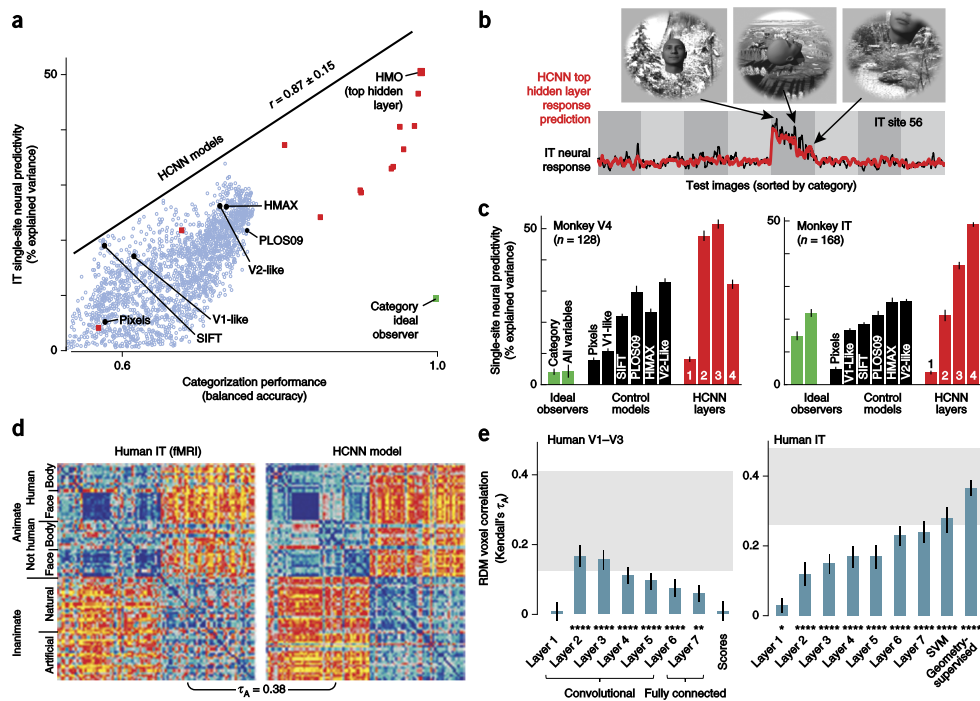 a
IT single-site neural predictivity
(% explained variance)
50
0
0.6
1.0
Categorization performance
(balanced accuracy)
r = 0.87 ± 0.15
HCNN models
HMO
(top hidden
layer)
HMAX
PLOS09
V2-like
V1-like
SIFT
Pixels
Category
ideal
observer
b
HCNN top
hidden layer
response
prediction
IT neural
response
IT site 56
Test images (sorted by category)
c
Single-site neural predictivity
(% explained variance)
Monkey V4
(n = 128)
50
0
Category
All variables
Pixels
V1-like
SIFT
PLOS09
HMAX
V2-Like
1
2
3
4
Ideal
observers
Control
models
HCNN
layers
Monkey IT
(n = 168)
50
0
Pixels
V1-Like
SIFT
PLOS09
HMAX
V2-like
1
2
3
4
Ideal
observers
Control
models
HCNN
layers
d
Human IT (fMRI)
HCNN model
Animate
Human
Not human
Body
Face
Body
Face
Inanimate
Natural
Artificial
τA = 0.38
e
RDM voxel correlation
(Kendall's τA)
Human V1–V3
0.4
0.2
0
**** **** **** **** **** **
Layer 1
Layer 2
Layer 3
Layer 4
Layer 5
Layer 6
Layer 7
Scores
Convolutional
Fully connected
Human IT
0.4
0.2
0
* **** **** **** **** **** **** **** ****
Layer 1
Layer 2
Layer 3
Layer 4
Layer 5
Layer 6
Layer 7
SVM
Geometry-
supervised